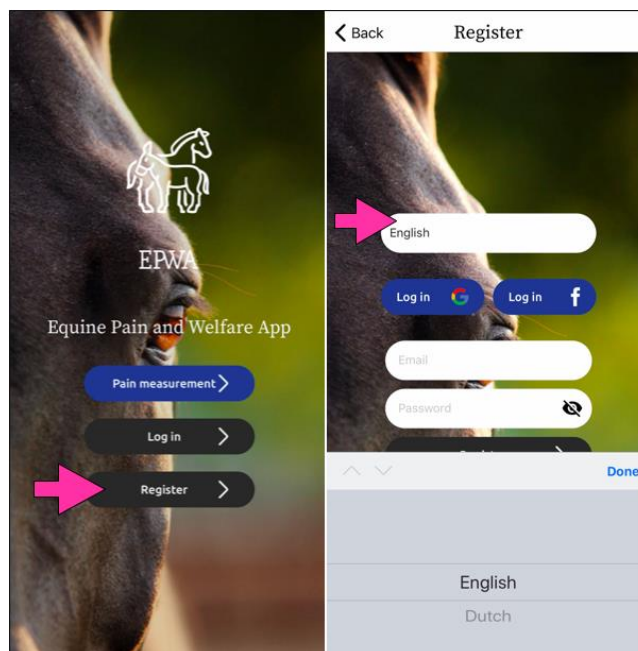 EPWA
Equine Pain and Welfare App
Pain measurement
Log in
Register
Back
Register
English
Log in
Log in
Email
Password
Done
English
Dutch